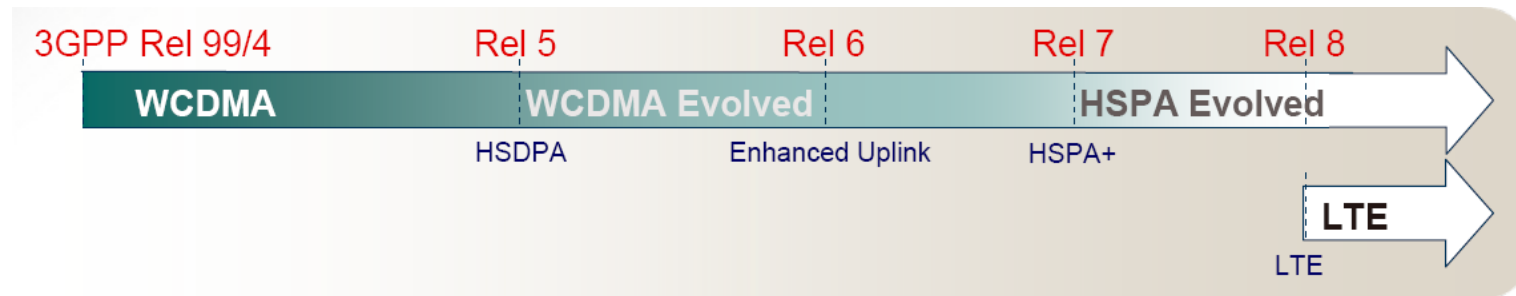 3GPP Rel 99/4 Rel 5 Rel 6 Rel 7 Rel 8
WCDMA WCDMA Evolved HSPA Evolved
HSDPA Enhanced Uplink HSPA+
LTE
LTE